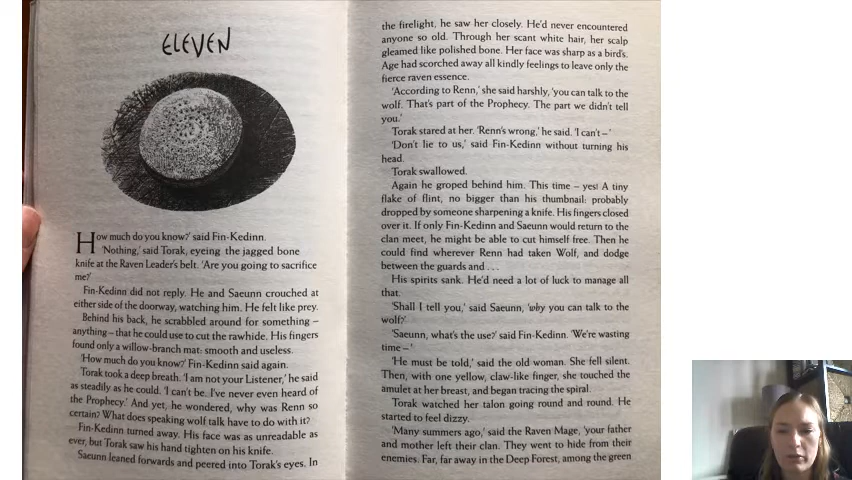 ELEVEN
How much do you know?' said Fin-Kedinn.
'Nothing,' said Torak, eyeing the jagged bone
knife at the Raven Leader's belt. 'Are you going to sacrifice
me?'
Fin-Kedinn did not reply. He and Saeunn crouched at
either side of the doorway, watching him. He felt like prey.
Behind his back, he scrabbled around for something –
anything – that he could use to cut the rawhide. His fingers
found only a willow-branch mat: smooth and useless.
'How much do you know?' Fin-Kedinn said again.
Torak took a deep breath. 'I am not your Listener,' he said
as steadily as he could. 'I can't be. I've never even heard of
the Prophecy.' And yet, he wondered, why was Renn so
certain? What does speaking wolf talk have to do with it?
Fin-Kedinn turned away. His face was as unreadable as
ever, but Torak saw his hand tighten on his knife.
Saeunn leaned forwards and peered into Torak's eyes. In
the firelight, he saw her closely. He'd never encountered
anyone so old. Through her scant white hair, her scalp
gleamed like polished bone. Her face was sharp as a bird's.
Age had scorched away all kindly feelings to leave only the
fierce raven essence.
'According to Renn,' she said harshly, 'you can talk to the
wolf. That's part of the Prophecy. The part we didn't tell
you.'
Torak stared at her. 'Renn's wrong,' he said. 'I can't –'
'Don't lie to us,' said Fin-Kedinn without turning his
head.
Torak swallowed.
Again he groped behind him. This time – yes! A tiny
flake of flint, no bigger than his thumbnail: probably
dropped by someone sharpening a knife. His fingers closed
over it. If only Fin-Kedinn and Saeunn would return to the
clan meet, he might be able to cut himself free. Then he
could find wherever Renn had taken Wolf, and dodge
between the guards and . . .
His spirits sank. He'd need a lot of luck to manage all
that.
'Shall I tell you,' said Saeunn, 'why you can talk to the
wolf?'
'Saeunn, what's the use?' said Fin-Kedinn. 'We're wasting
time –'
'He must be told,' said the old woman. She fell silent.
Then, with one yellow, claw-like finger, she touched the
amulet at her breast, and began tracing the spiral.
Torak watched her talon going round and round. He
started to feel dizzy.
'Many summers ago,' said the Raven Mage, 'your father
and mother left their clan. They went to hide from their
enemies. Far, far away in the Deep Forest, among the green